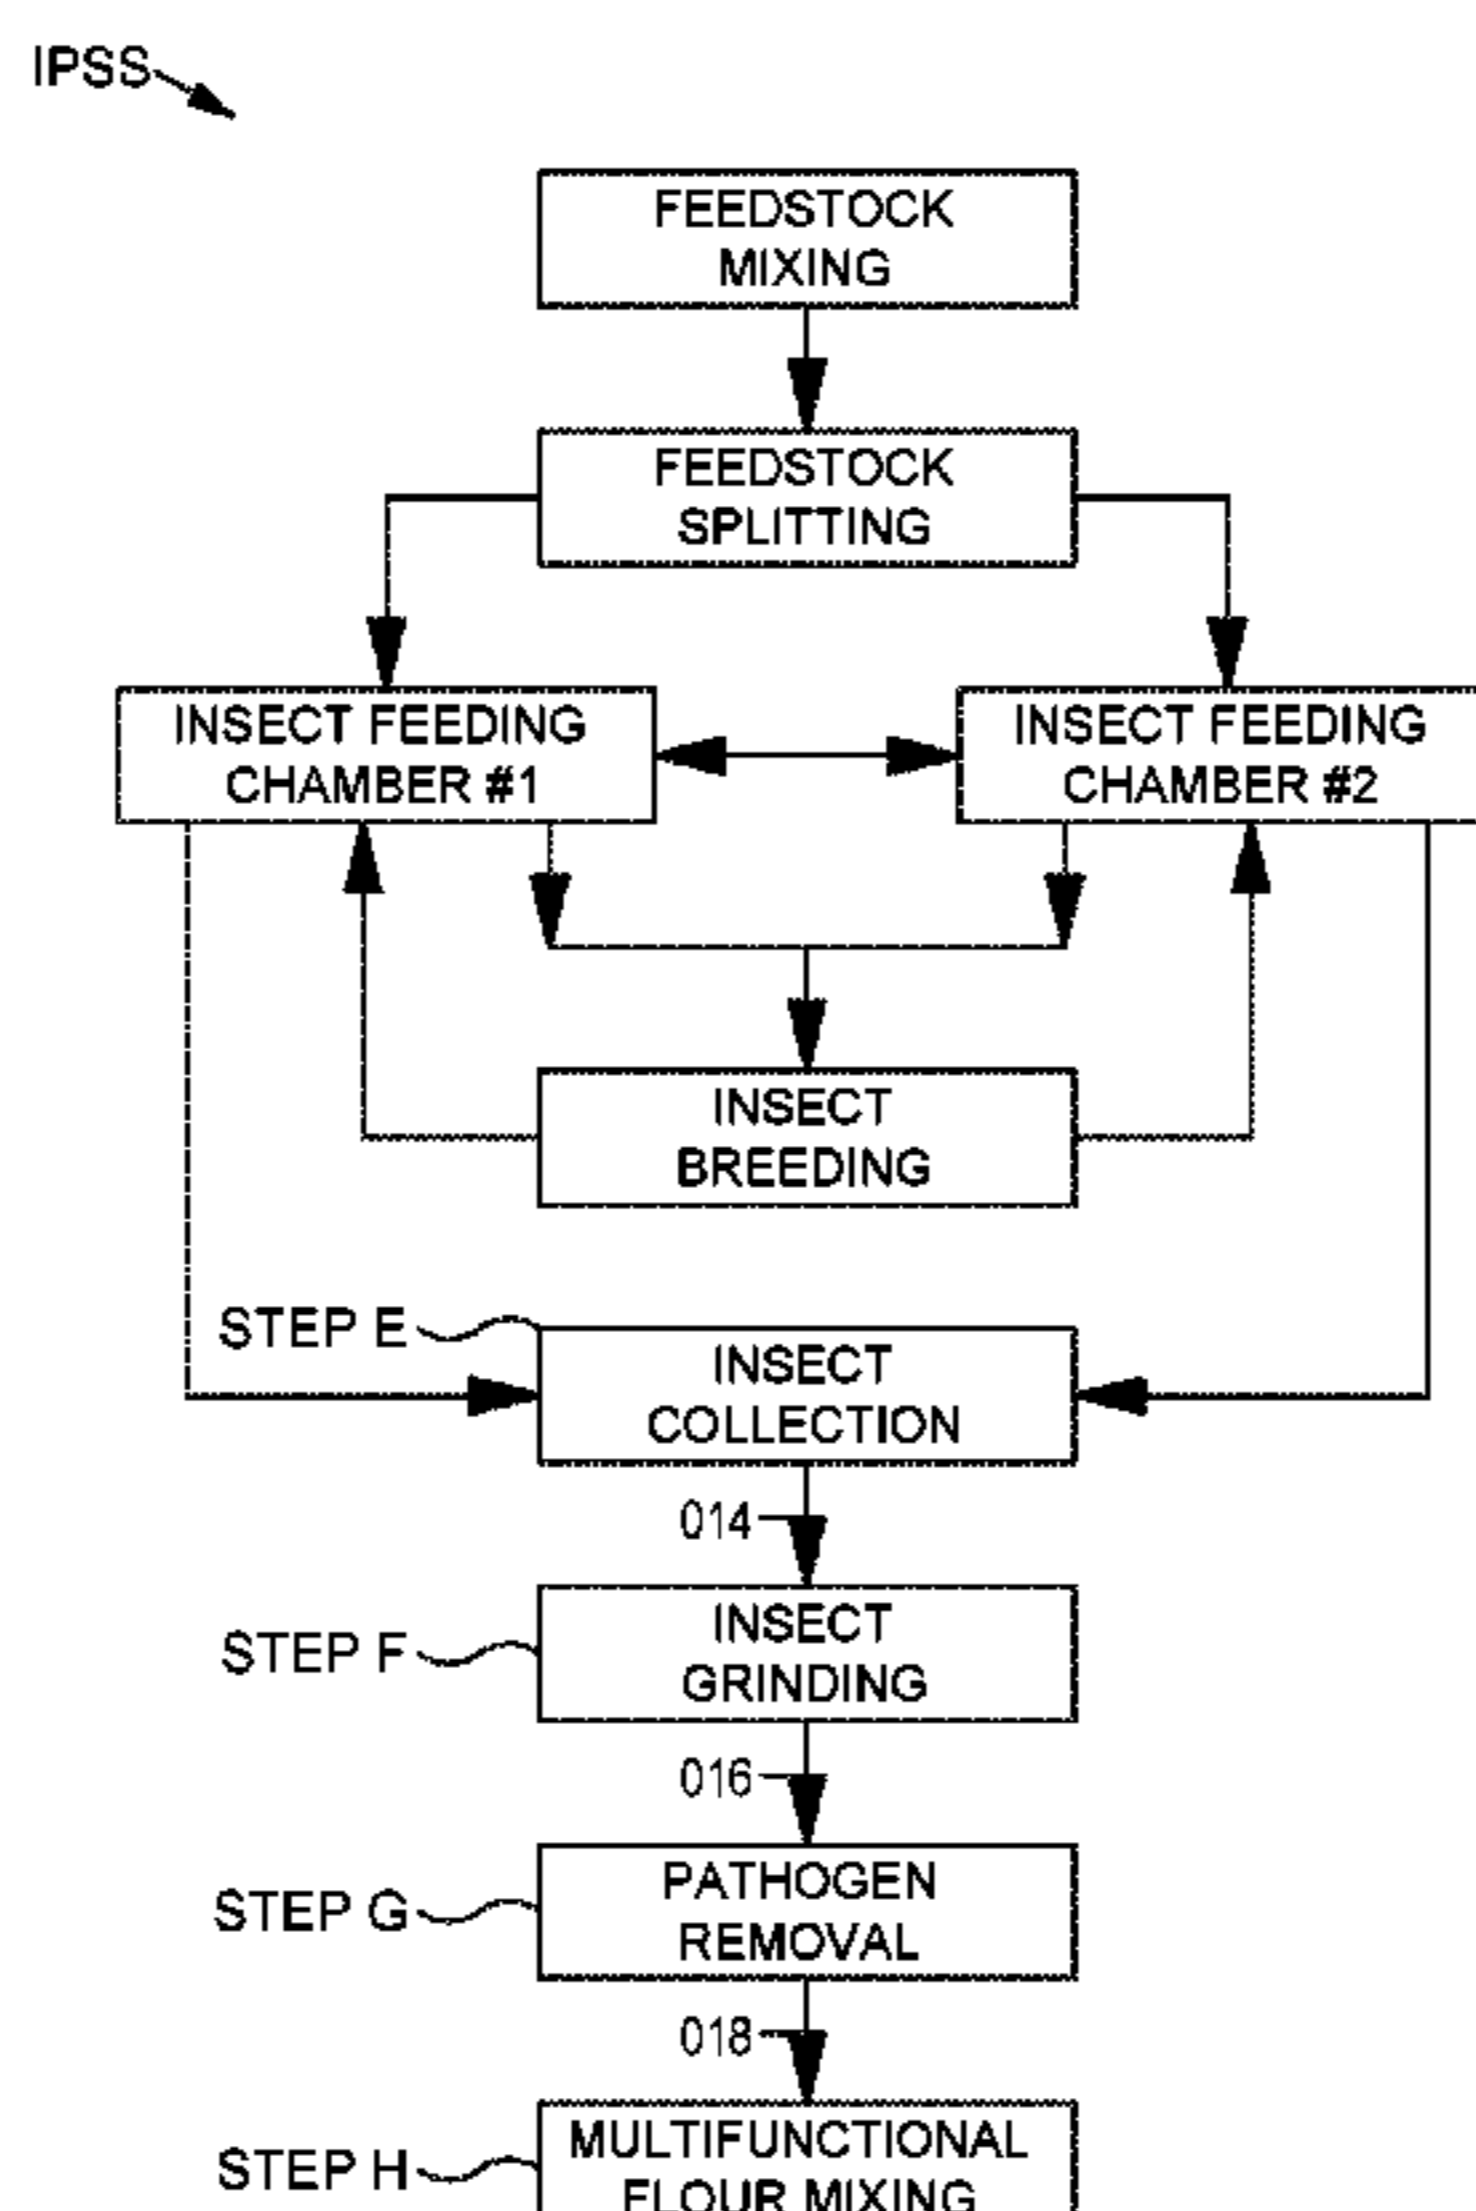 IPSS
FEEDSTOCK
MIXING
FEEDSTOCK
SPLITTING
INSECT FEEDING
CHAMBER #1
INSECT FEEDING
CHAMBER #2
INSECT
BREEDING
STEP E
INSECT
COLLECTION
014
STEP F
INSECT
GRINDING
016
STEP G
PATHOGEN
REMOVAL
018
STEP H
MULTIFUNCTIONAL
FLOUR MIXING